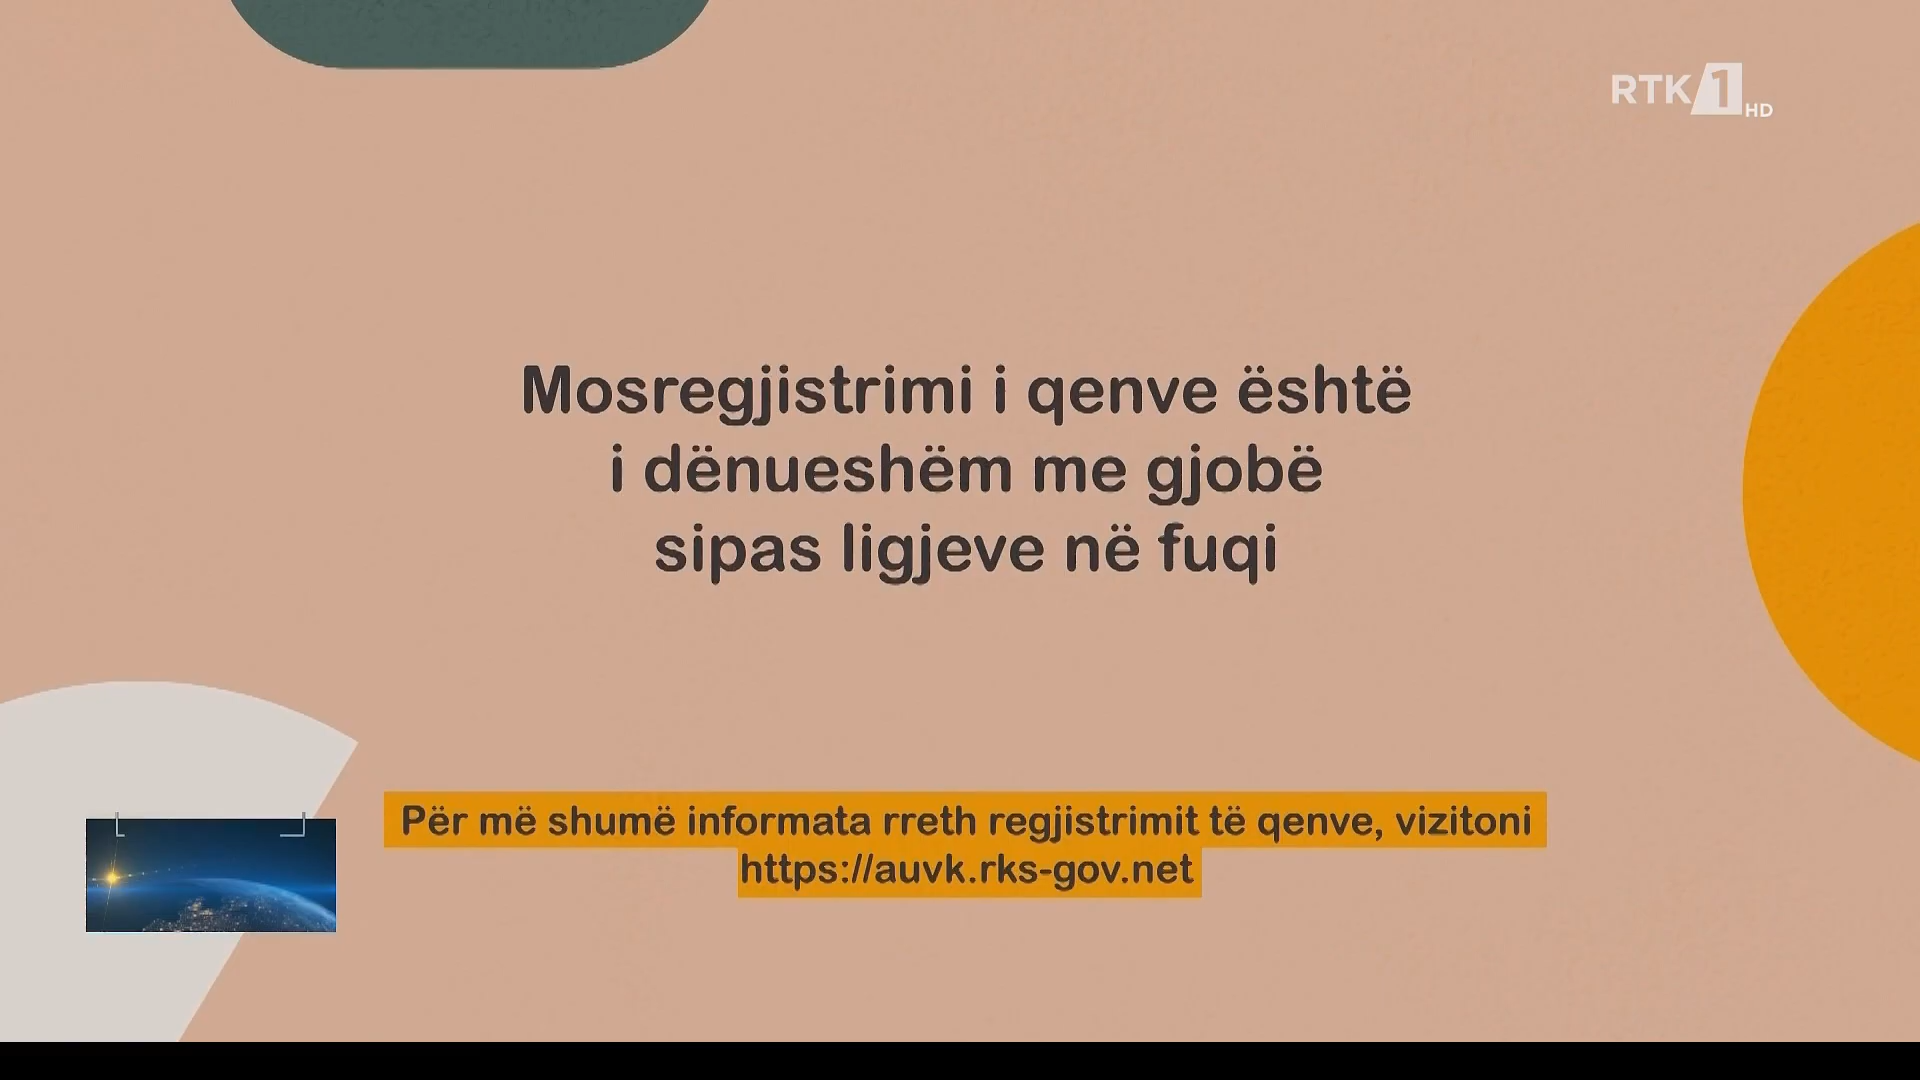 RTK 1 HD
Mosregjistrimi i qenve është
i dënueshëm me gjobë
sipas ligjeve në fuqi
Për më shumë informata rreth regjistrimit të qenve, vizitoni
https://auvk.rks-gov.net